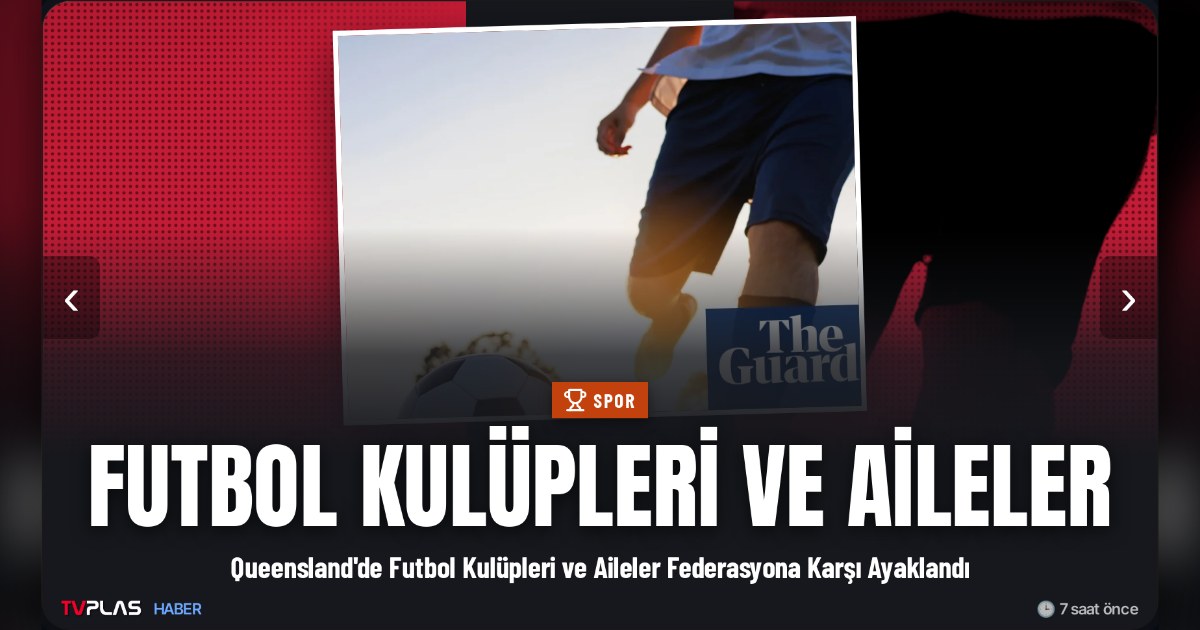 The
Guard
SPOR
FUTBOL KULÜPLERİ VE AİLELER
Queensland'de Futbol Kulüpleri ve Aileler Federasyona Karşı Ayaklandı
TVPLAS HABER
7 saat önce